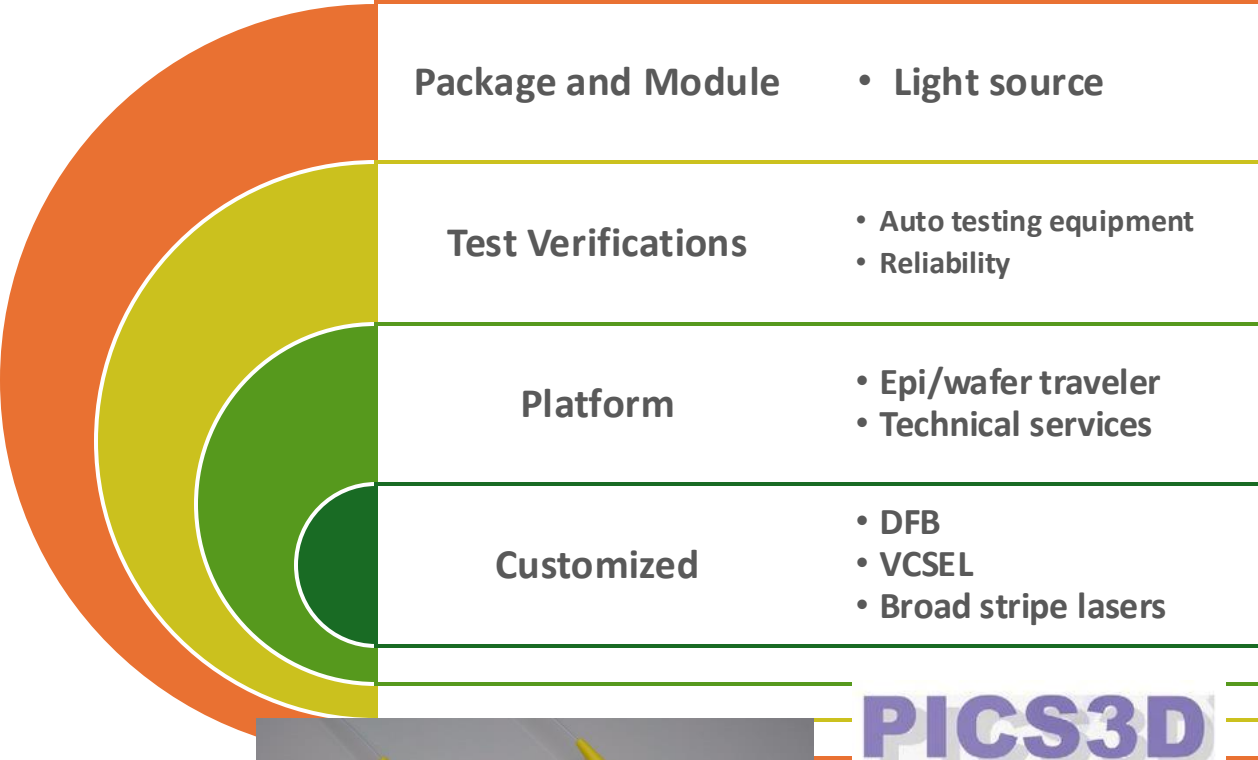 Package and Module
• Light source
Test Verifications
• Auto testing equipment
• Reliability
Platform
• Epi/wafer traveler
• Technical services
Customized
• DFB
• VCSEL
• Broad stripe lasers
PICS3D